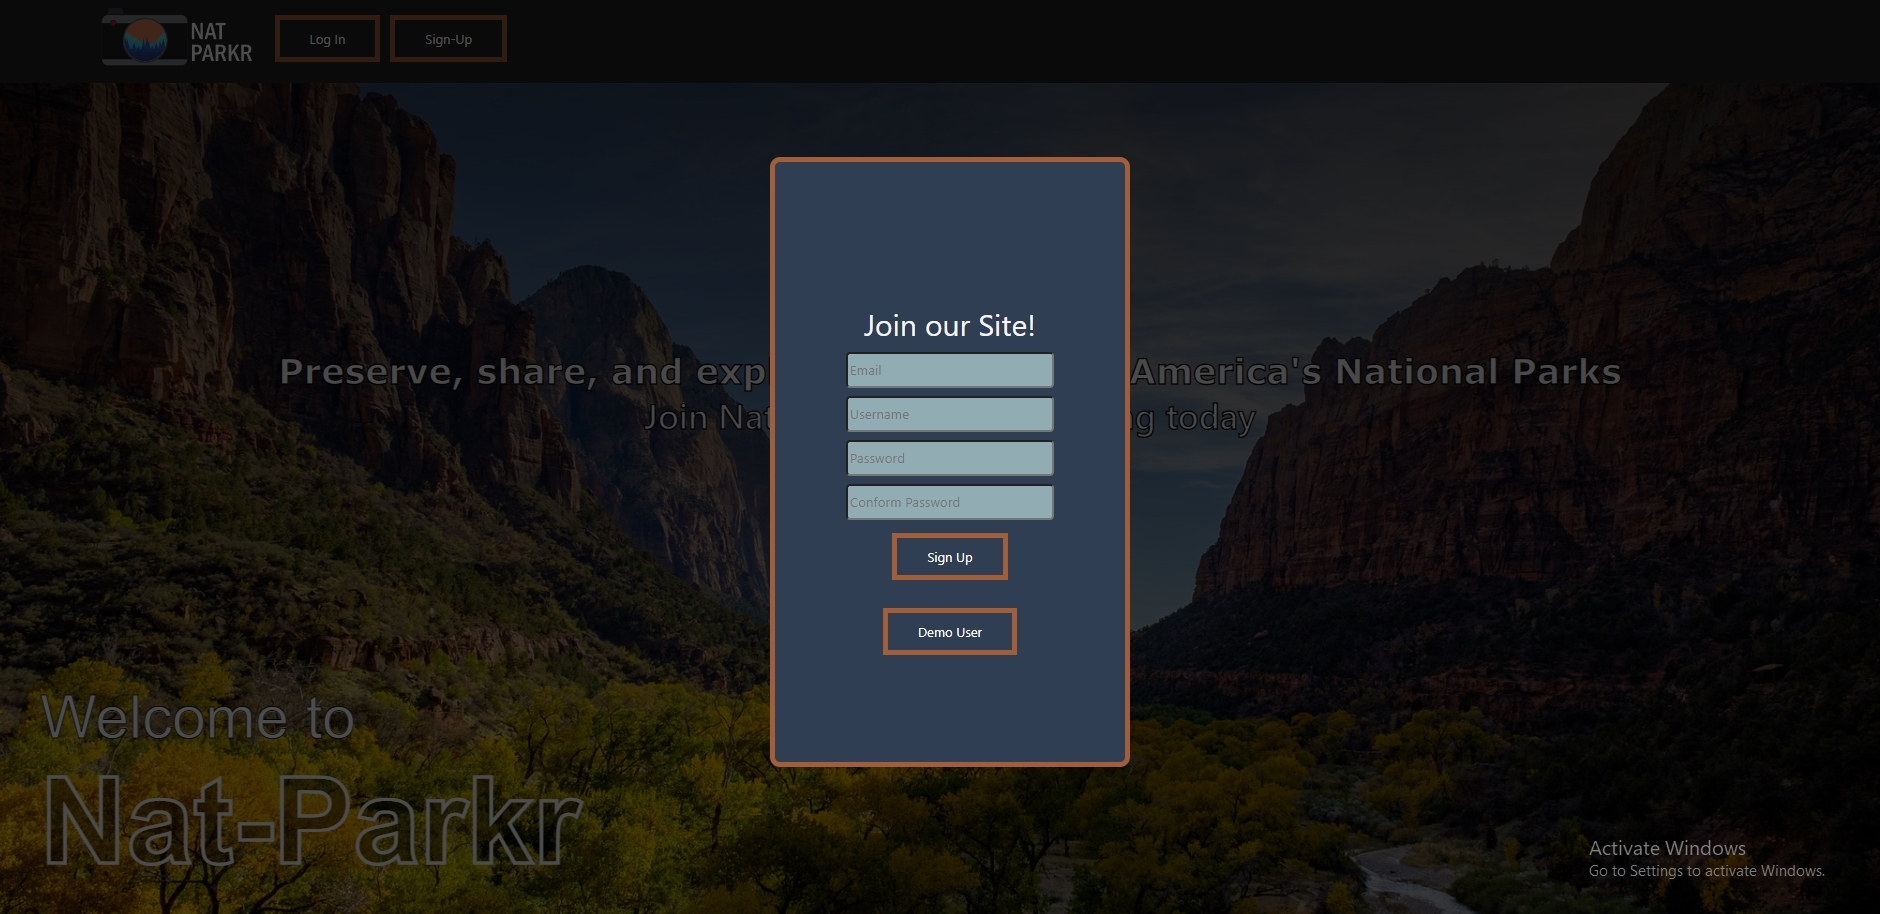 NAT
PARKR
Log In
Sign-Up
Join our Site!
Preserve, share, and exp America's National Parks
Join Nat g today
Email
Username
Password
Conform Password
Sign Up
Demo User
Welcome to
Nat-Parkr
Activate Windows
Go to Settings to activate Windows.